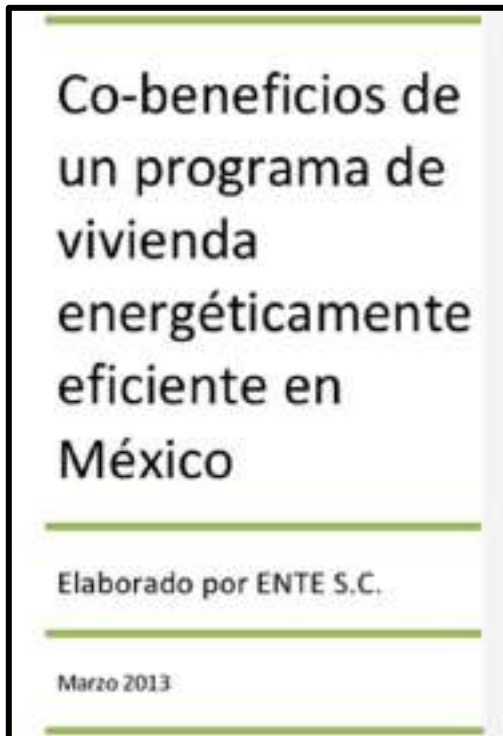 Co-beneficios de
un programa de
vivienda
energéticamente
eficiente en
México
Elaborado por ENTE S.C.
Marzo 2013